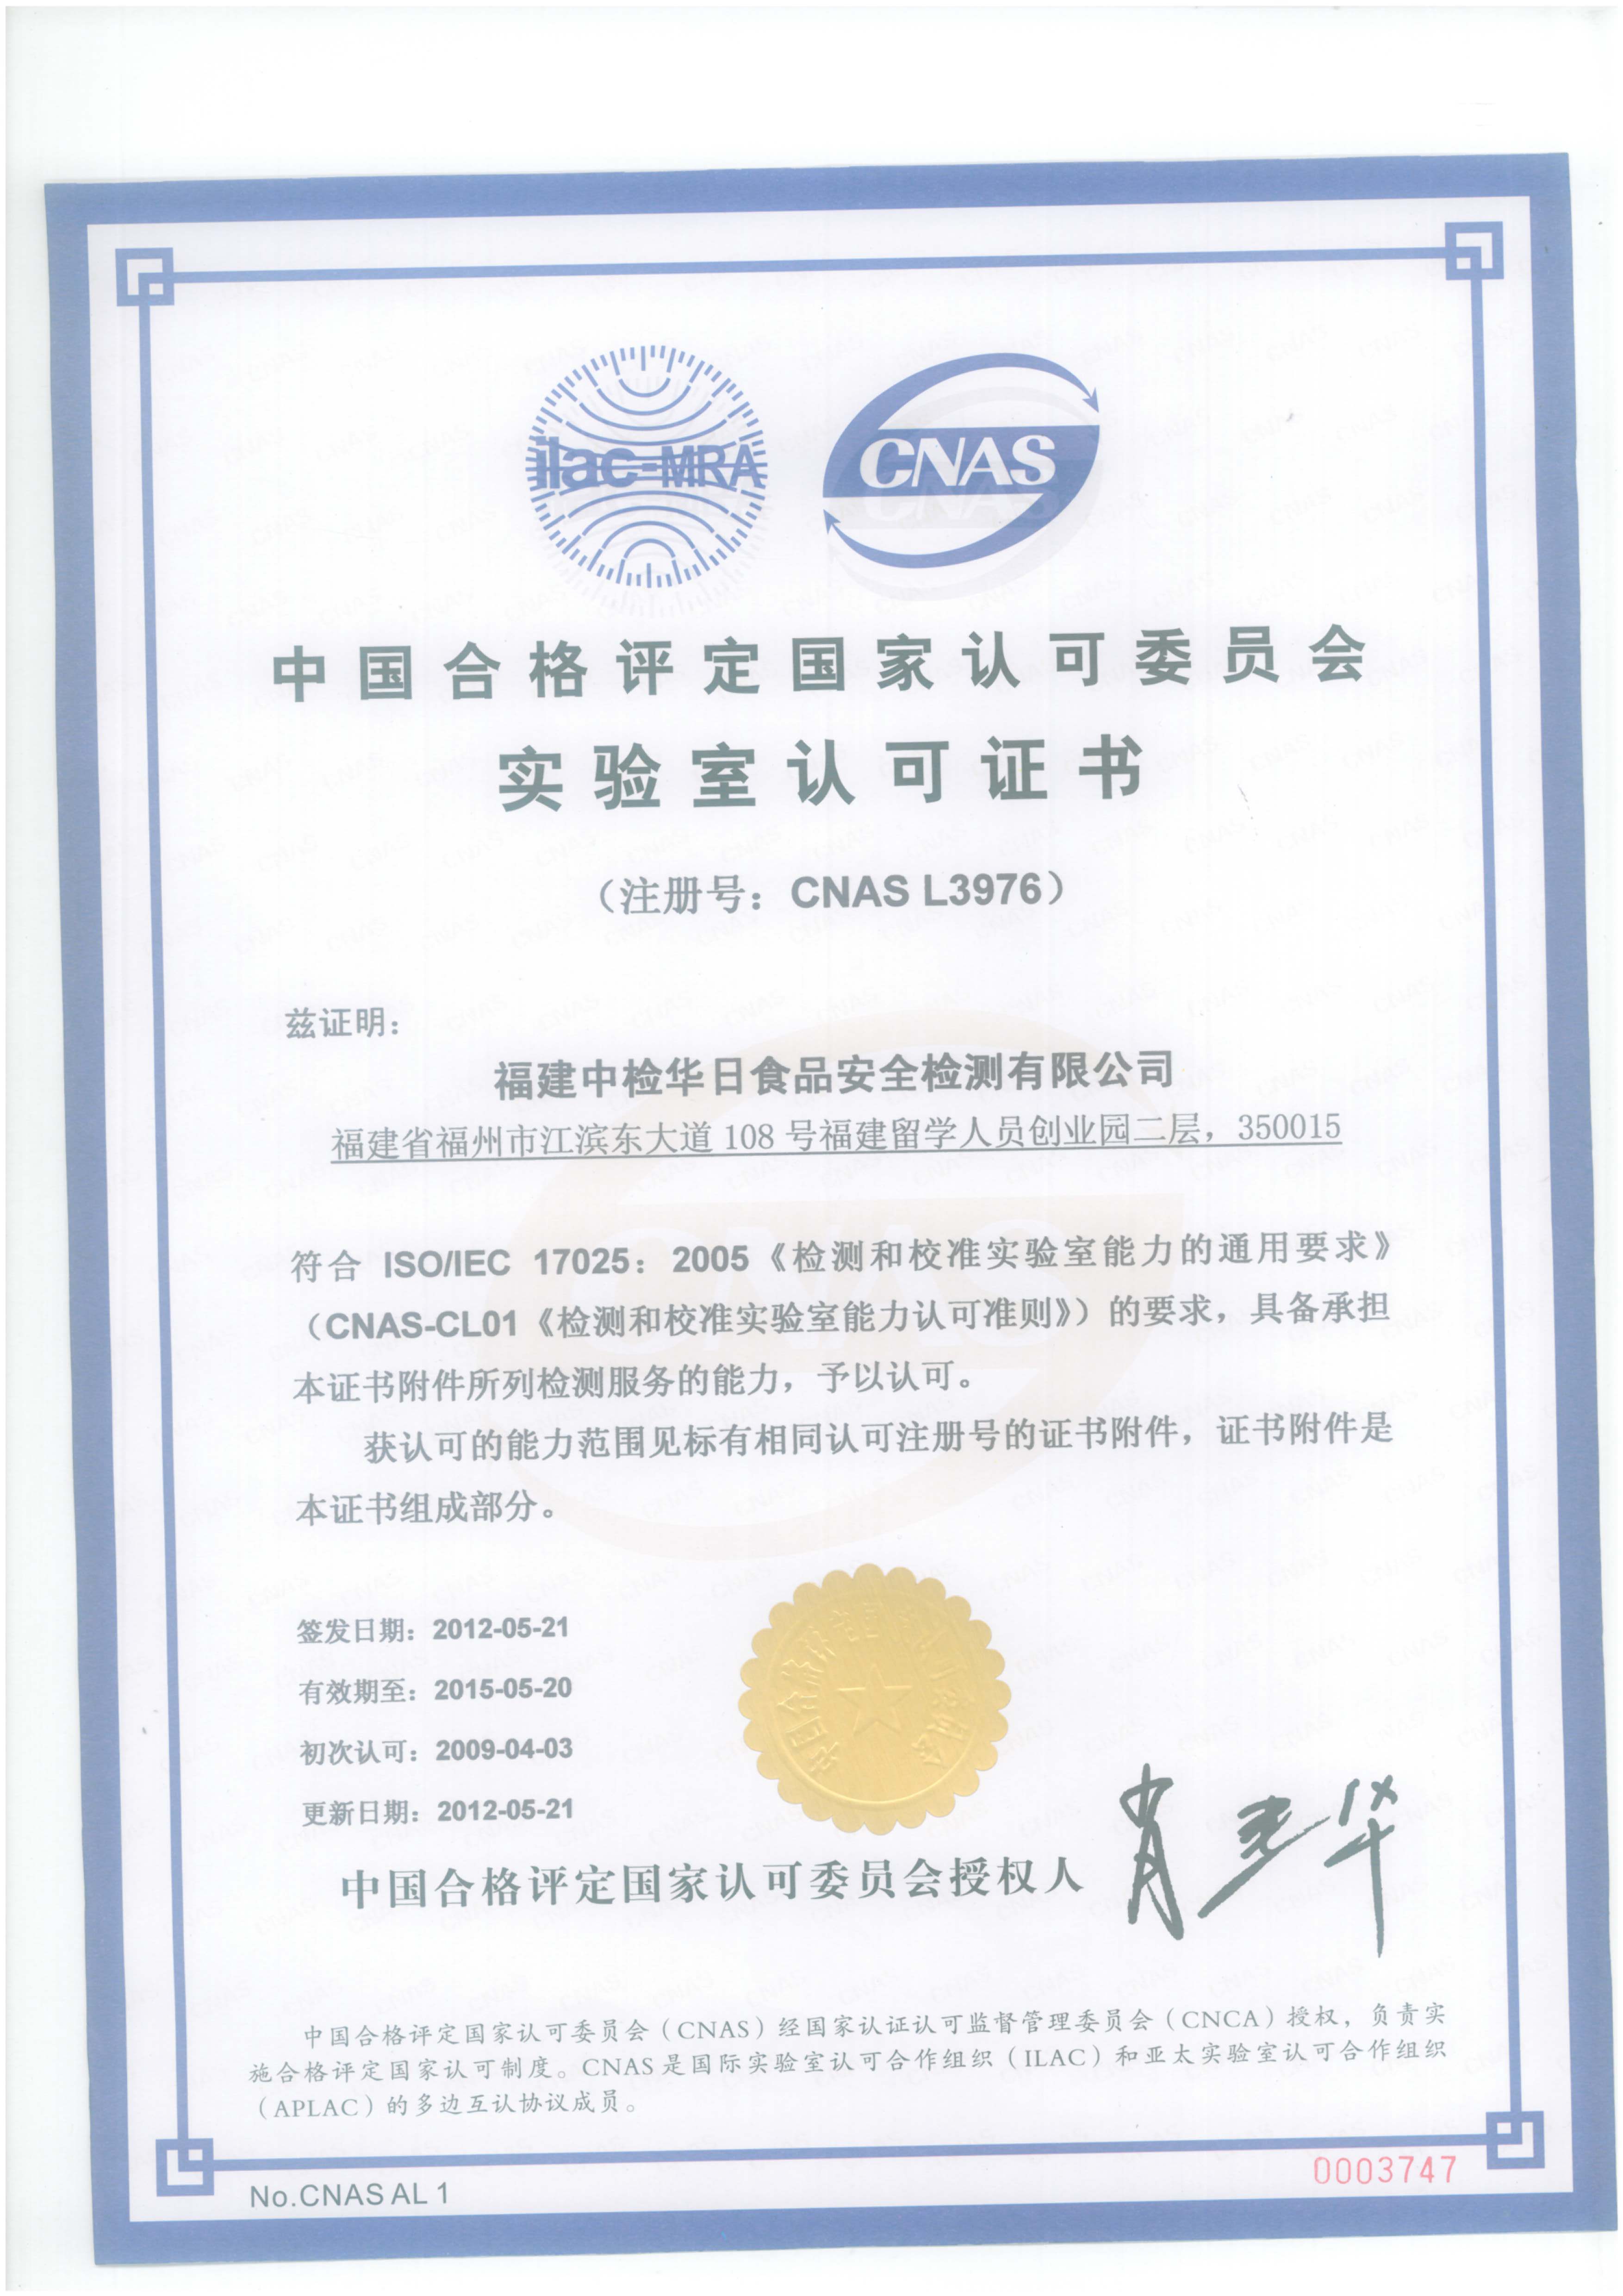 ilac-MRA
CNAS
中国合格评定国家认可委员会
实验室认可证书
（注册号：CNAS L3976）
兹证明：
福建中检华日食品安全检测有限公司
福建省福州市江滨东大道 108 号福建留学人员创业园二层，350015
符合 ISO/IEC 17025：2005《检测和校准实验室能力的通用要求》
（CNAS-CL01《检测和校准实验室能力认可准则》）的要求，具备承担
本证书附件所列检测服务的能力，予以认可。
获认可的能力范围见标有相同认可注册号的证书附件，证书附件是
本证书组成部分。
签发日期：2012-05-21
有效期至：2015-05-20
初次认可：2009-04-03
更新日期：2012-05-21
中国合格评定国家认可委员会授权人
中国合格评定国家认可委员会（CNAS）经国家认证认可监督管理委员会（CNCA）授权，负责实
施合格评定国家认可制度。CNAS 是国际实验室认可合作组织（ILAC）和亚太实验室认可合作组织
（APLAC）的多边互认协议成员。
No.CNAS AL 1
0003747